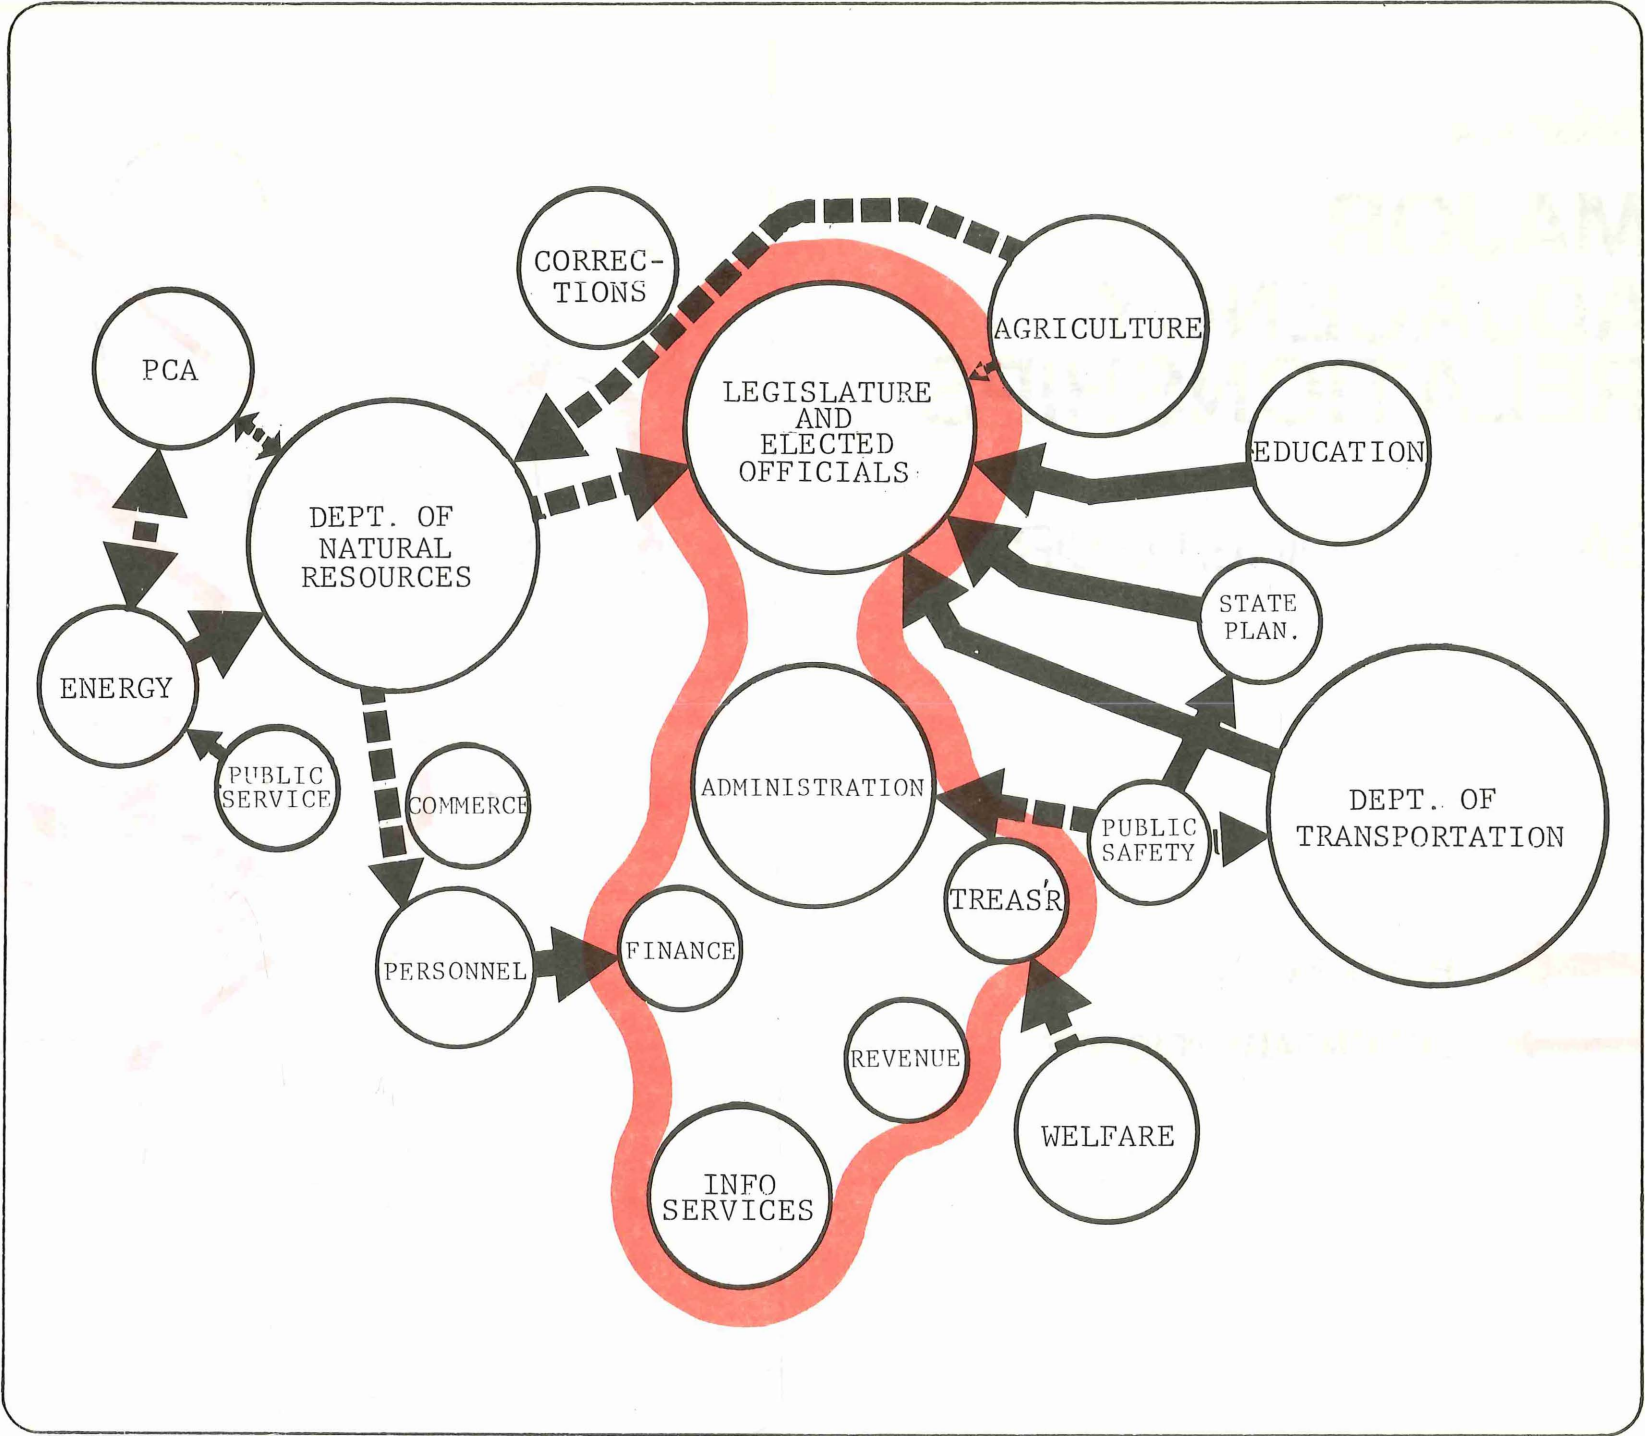 CORREC-
TIONS
AGRICULTURE
PCA
LEGISLATURE
AND
ELECTED
OFFICIALS
EDUCATION
DEPT. OF
NATURAL
RESOURCES
STATE
PLAN.
ENERGY
PUBLIC
SERVICE
COMMERCE
ADMINISTRATION
PUBLIC
SAFETY
DEPT. OF
TRANSPORTATION
TREAS'R
PERSONNEL
FINANCE
REVENUE
WELFARE
INFO
SERVICES